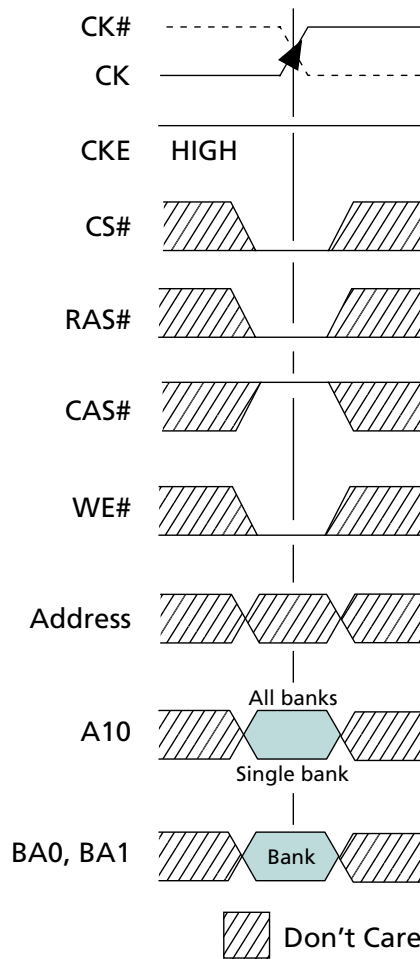 CK#
CK
CKE HIGH
CS#
RAS#
CAS#
WE#
Address
All banks
A10
Single bank
BA0, BA1 Bank
Don't Care